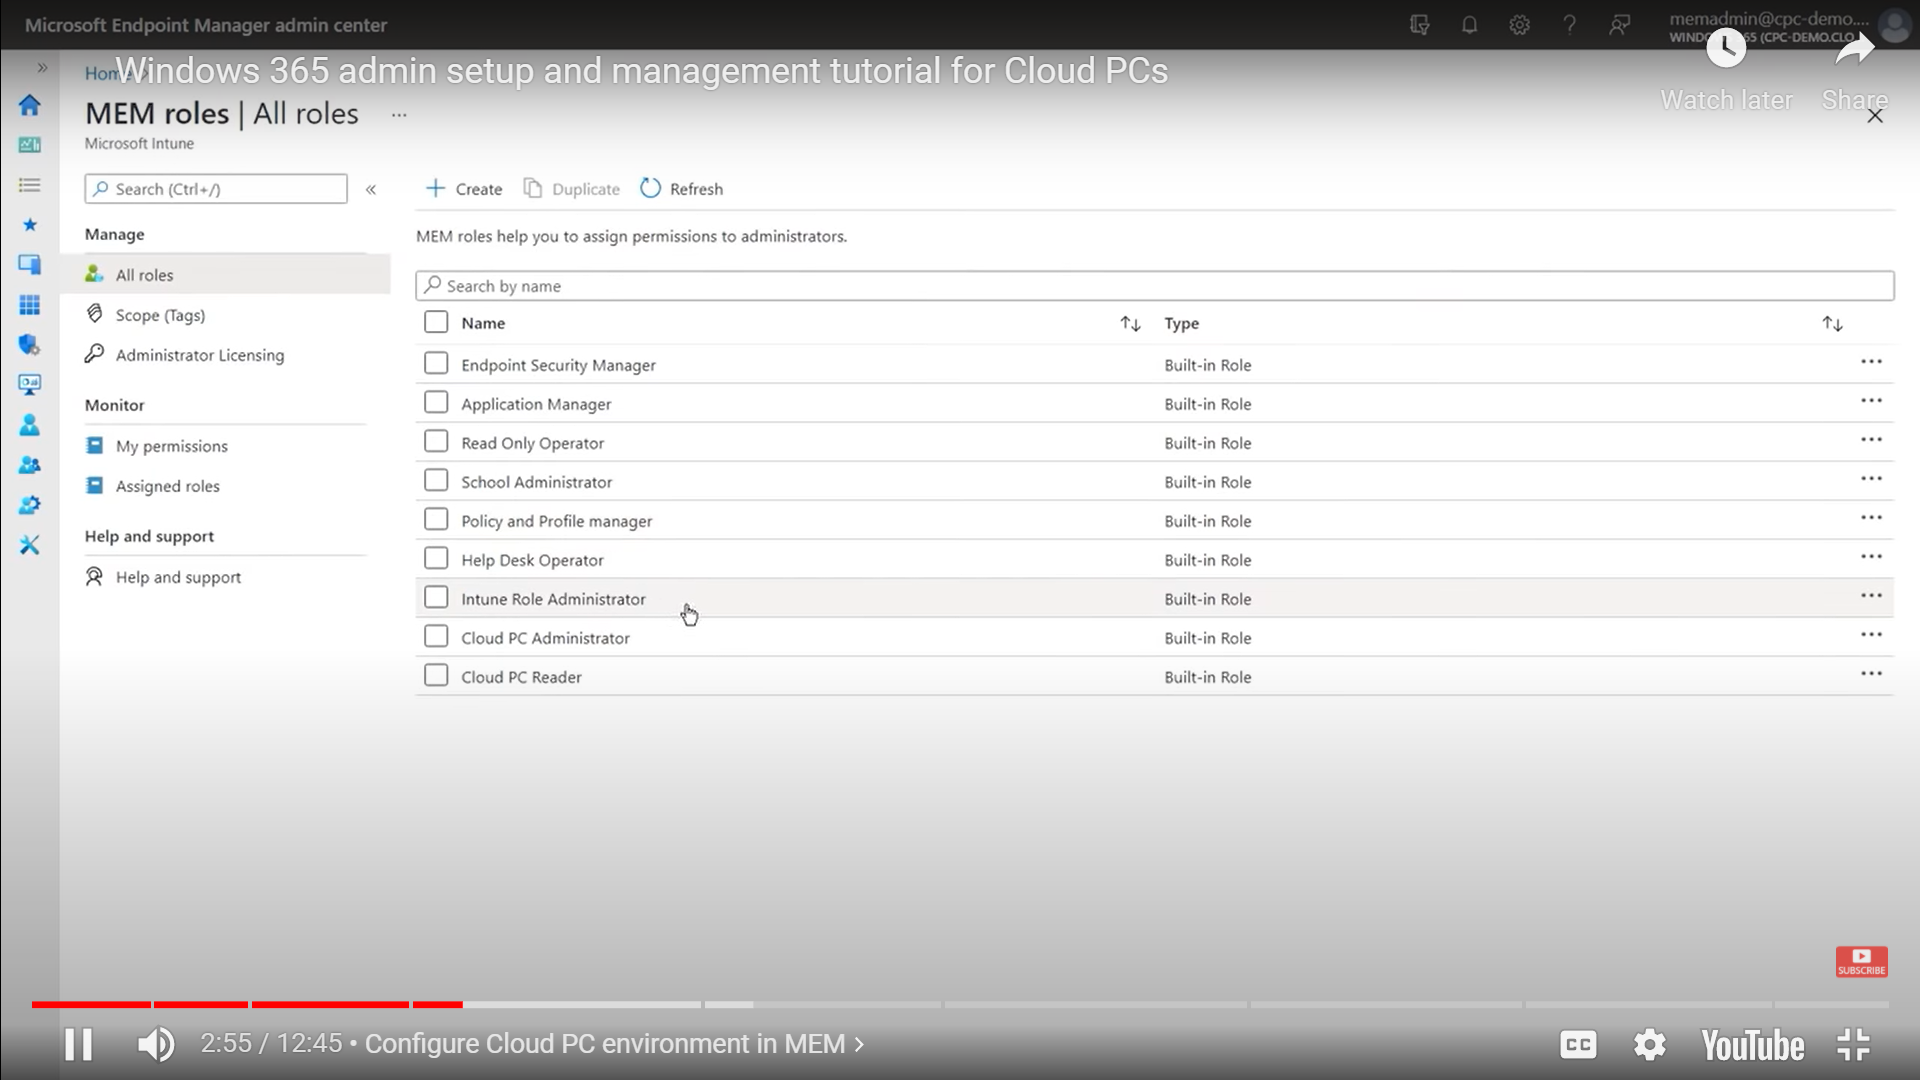 Microsoft Endpoint Manager admin center
memadmin@cpc-demo....
(CPC-DEMO.CLO
Home
Windows 365 admin setup and management tutorial for Cloud PCs
Watch later
Share
MEM roles | All roles ...
Microsoft Intune
Search (Ctrl+/)
«
Create
Duplicate
Refresh
Manage
MEM roles help you to assign permissions to administrators.
All roles
Scope (Tags)
Administrator Licensing
Monitor
My permissions
Assigned roles
Help and support
Help and support
Search by name
Name
Type
Endpoint Security Manager Built-in Role ...
Application Manager Built-in Role ...
Read Only Operator Built-in Role ...
School Administrator Built-in Role ...
Policy and Profile manager Built-in Role ...
Help Desk Operator Built-in Role ...
Intune Role Administrator Built-in Role ...
Cloud PC Administrator Built-in Role ...
Cloud PC Reader Built-in Role ...
SUBSCRIBE
2:55 / 12:45 • Configure Cloud PC environment in MEM >
CC
YouTube